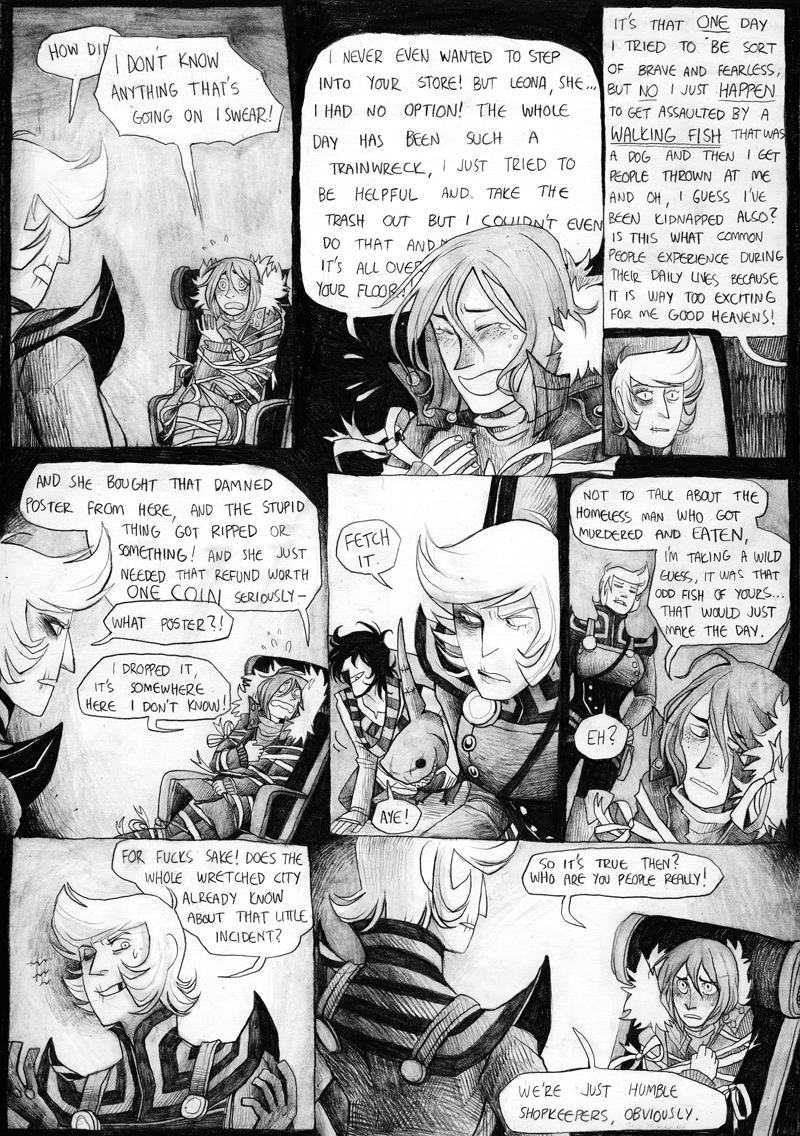 HOW DID
I DON'T KNOW
ANYTHING THAT'S
GOING ON I SWEAR!
I NEVER EVEN WANTED TO STEP
INTO YOUR STORE! BUT LEONA, SHE...
I HAD NO OPTION! THE WHOLE
DAY HAS BEEN SUCH A
TRAINWRECK, I JUST TRIED TO
BE HELPFUL AND TAKE THE
TRASH OUT BUT I COULDN'T EVEN
DO THAT AND
IT'S ALL OVER
YOUR FLOOR!
IT'S THAT ONE DAY
I TRIED TO BE SORT
OF BRAVE AND FEARLESS,
BUT NO I JUST HAPPEN
TO GET ASSAULTED BY A
WALKING FISH THAT WAS
A DOG AND THEN I GET
PEOPLE THROWN AT ME
AND OH, I GUESS I'VE
BEEN KIDNAPPED ALSO?
IS THIS WHAT COMMON
PEOPLE EXPERIENCE DURING
THEIR DAILY LIVES BECAUSE
IT IS WAY TOO EXCITING
FOR ME GOOD HEAVENS!
AND SHE BOUGHT THAT DAMNED
POSTER FROM HERE, AND THE STUPID
THING GOT RIPPED OR
SOMETHING! AND SHE JUST
NEEDED THAT REFUND WORTH
ONE COIN SERIOUSLY—
WHAT POSTER?!
I DROPPED IT,
IT'S SOMEWHERE
HERE I DON'T KNOW!
FETCH
IT.
AYE!
NOT TO TALK ABOUT THE
HOMELESS MAN WHO GOT
MURDERED AND EATEN,
I'M TAKING A WILD
GUESS, IT WAS THAT
ODD FISH OF YOURS...
THAT WOULD JUST
MAKE THE DAY.
EH?
FOR FUCKS SAKE! DOES THE
WHOLE WRETCHED CITY
ALREADY KNOW
ABOUT THAT LITTLE
INCIDENT?
SO IT'S TRUE THEN?
WHO ARE YOU PEOPLE REALLY!
WE'RE JUST HUMBLE
SHOPKEEPERS, OBVIOUSLY.